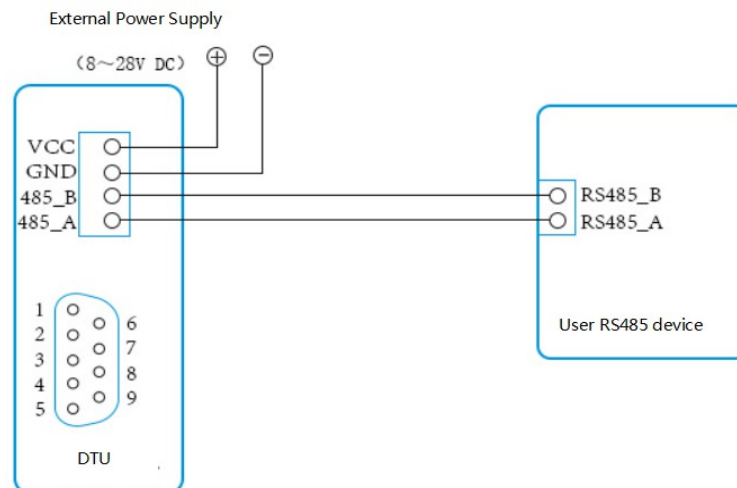 External Power Supply
(8~28V DC)
VCC
GND
485_B
485_A
RS485_B
RS485_A
1
2
3
4
5
6
7
8
9
User RS485 device
DTU